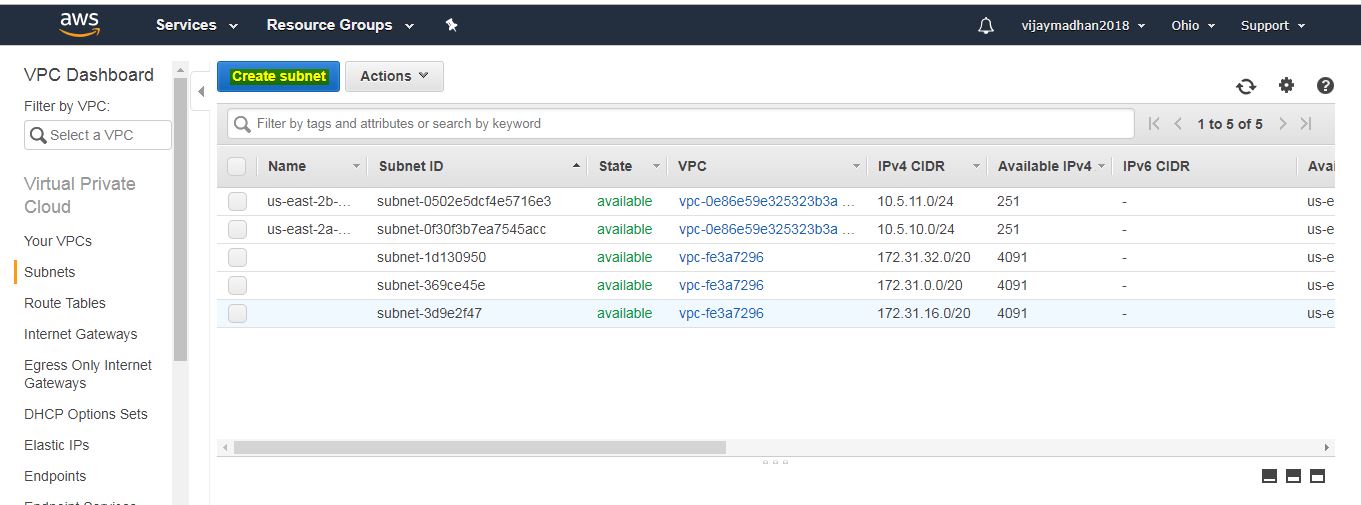 aws Services Resource Groups vijaymadhan2018 Ohio Support
VPC Dashboard
Filter by VPC:
Select a VPC
Virtual Private
Cloud
Your VPCs
Subnets
Route Tables
Internet Gateways
Egress Only Internet
Gateways
DHCP Options Sets
Elastic IPs
Endpoints
Endpoint Services
Create subnet Actions
Filter by tags and attributes or search by keyword 1 to 5 of 5
Name Subnet ID State VPC IPv4 CIDR Available IPv4 IPv6 CIDR Avai
us-east-2b-... subnet-0502e5dcf4e5716e3 available vpc-0e86e59e325323b3a ... 10.5.11.0/24 251 - us-e
us-east-2a-... subnet-0f30f3b7ea7545acc available vpc-0e86e59e325323b3a ... 10.5.10.0/24 251 - us-e
subnet-1d130950 available vpc-fe3a7296 172.31.32.0/20 4091 - us-e
subnet-369ce45e available vpc-fe3a7296 172.31.0.0/20 4091 - us-e
subnet-3d9e2f47 available vpc-fe3a7296 172.31.16.0/20 4091 - us-e